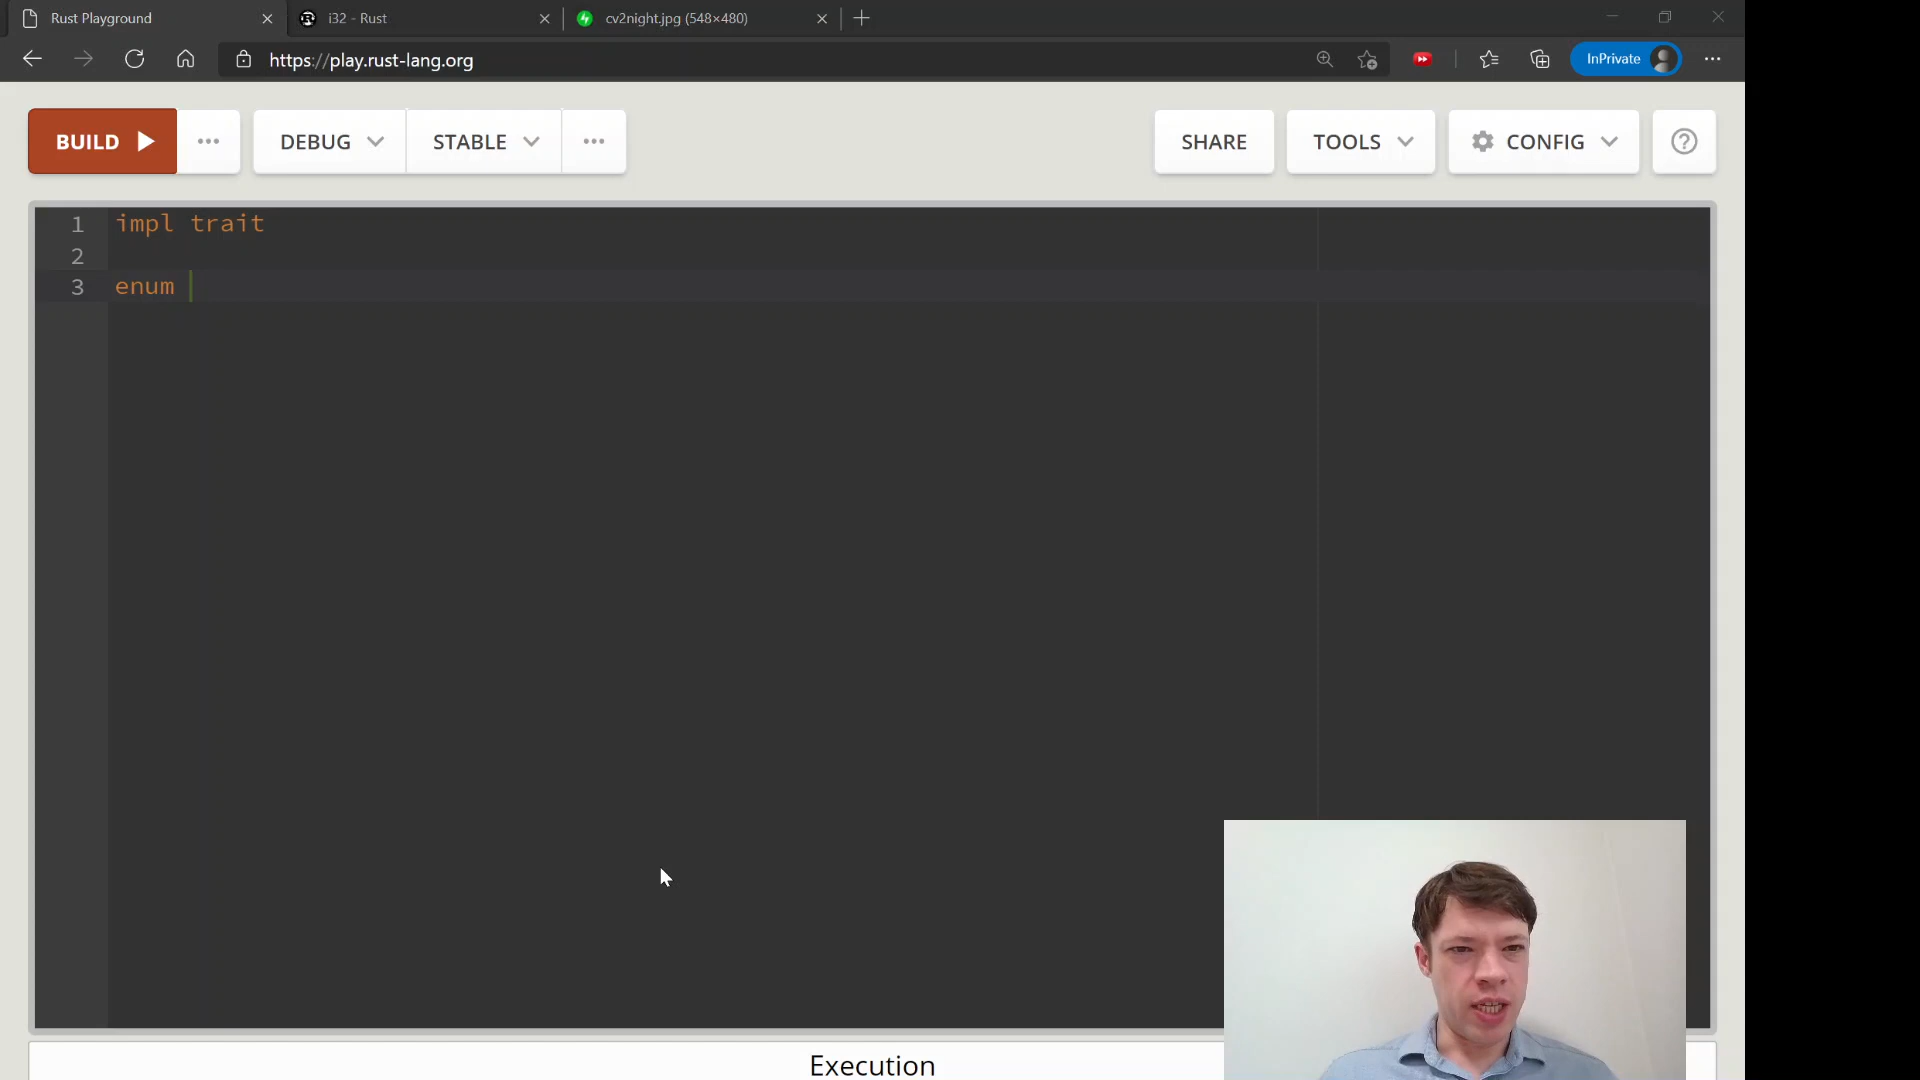 Rust Playground
i32 - Rust
cv2night.jpg (548×480)
https://play.rust-lang.org
InPrivate
BUILD
DEBUG
STABLE
SHARE
TOOLS
CONFIG
1 impl trait
2
3 enum
Execution